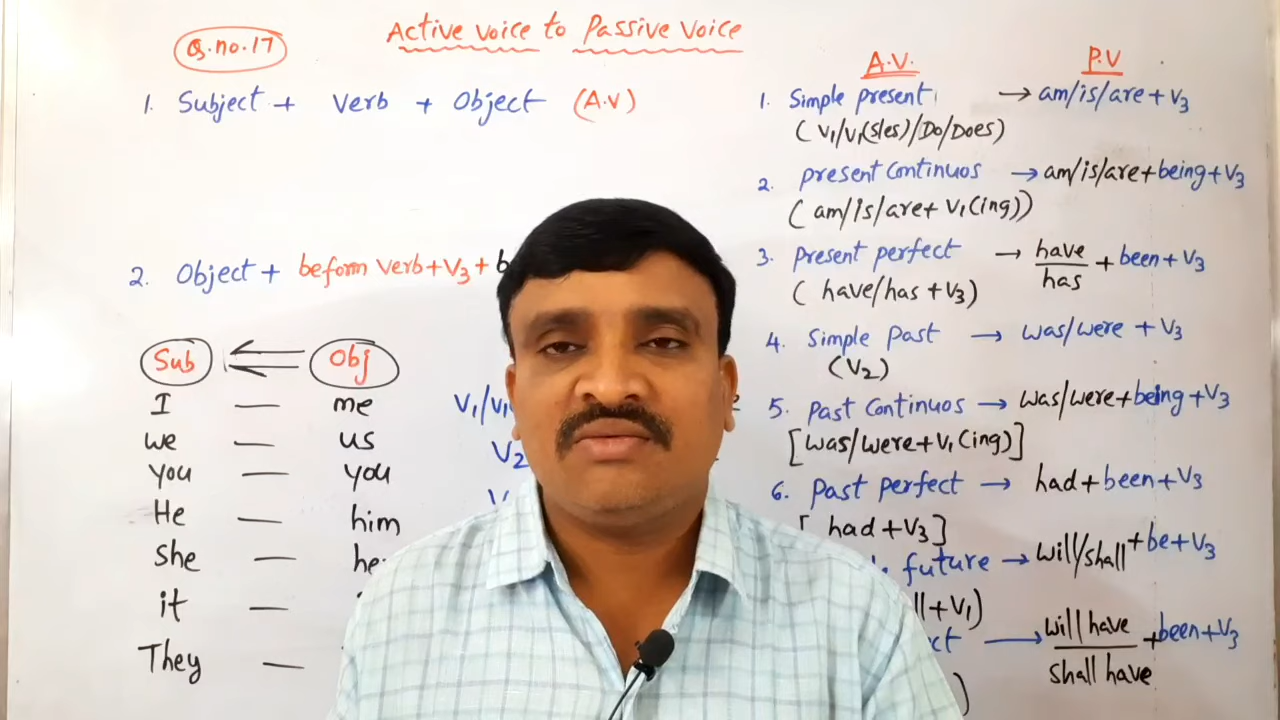 Q.no.17
Active voice to Passive Voice
1. Subject + Verb + Object (A.V)
2. Object + beform verb+V3+
Sub Obj
I — me
we — us
you — you
He — him
she —
it —
They —
V1/V1
V2
A.V. P.V
1. Simple present → am/is/are + V3
(V1/V1(s/es)/Do/Does)
2. present Continuos → am/is/are+being+V3
(am/is/are+ V1(ing))
3. Present perfect → have/has + been+V3
(have/has +V3)
4. Simple Past → was/were + V3
(V2)
5. Past Continuos → was/were+being+V3
[was/were+V1(ing)]
6. Past perfect → had+been+V3
[had+V3]
future → will/shall+be+V3
+V1)
→ will have/shall have +been+V3